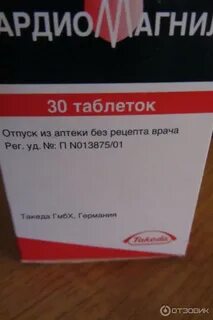 АРДИОМАГНИЛ
30 таблеток
Отпуск из аптеки без рецепта врача
Рег. уд. №: П N013875/01
Такеда ГмбХ, Германия
Takeda
ОТЗОВИК